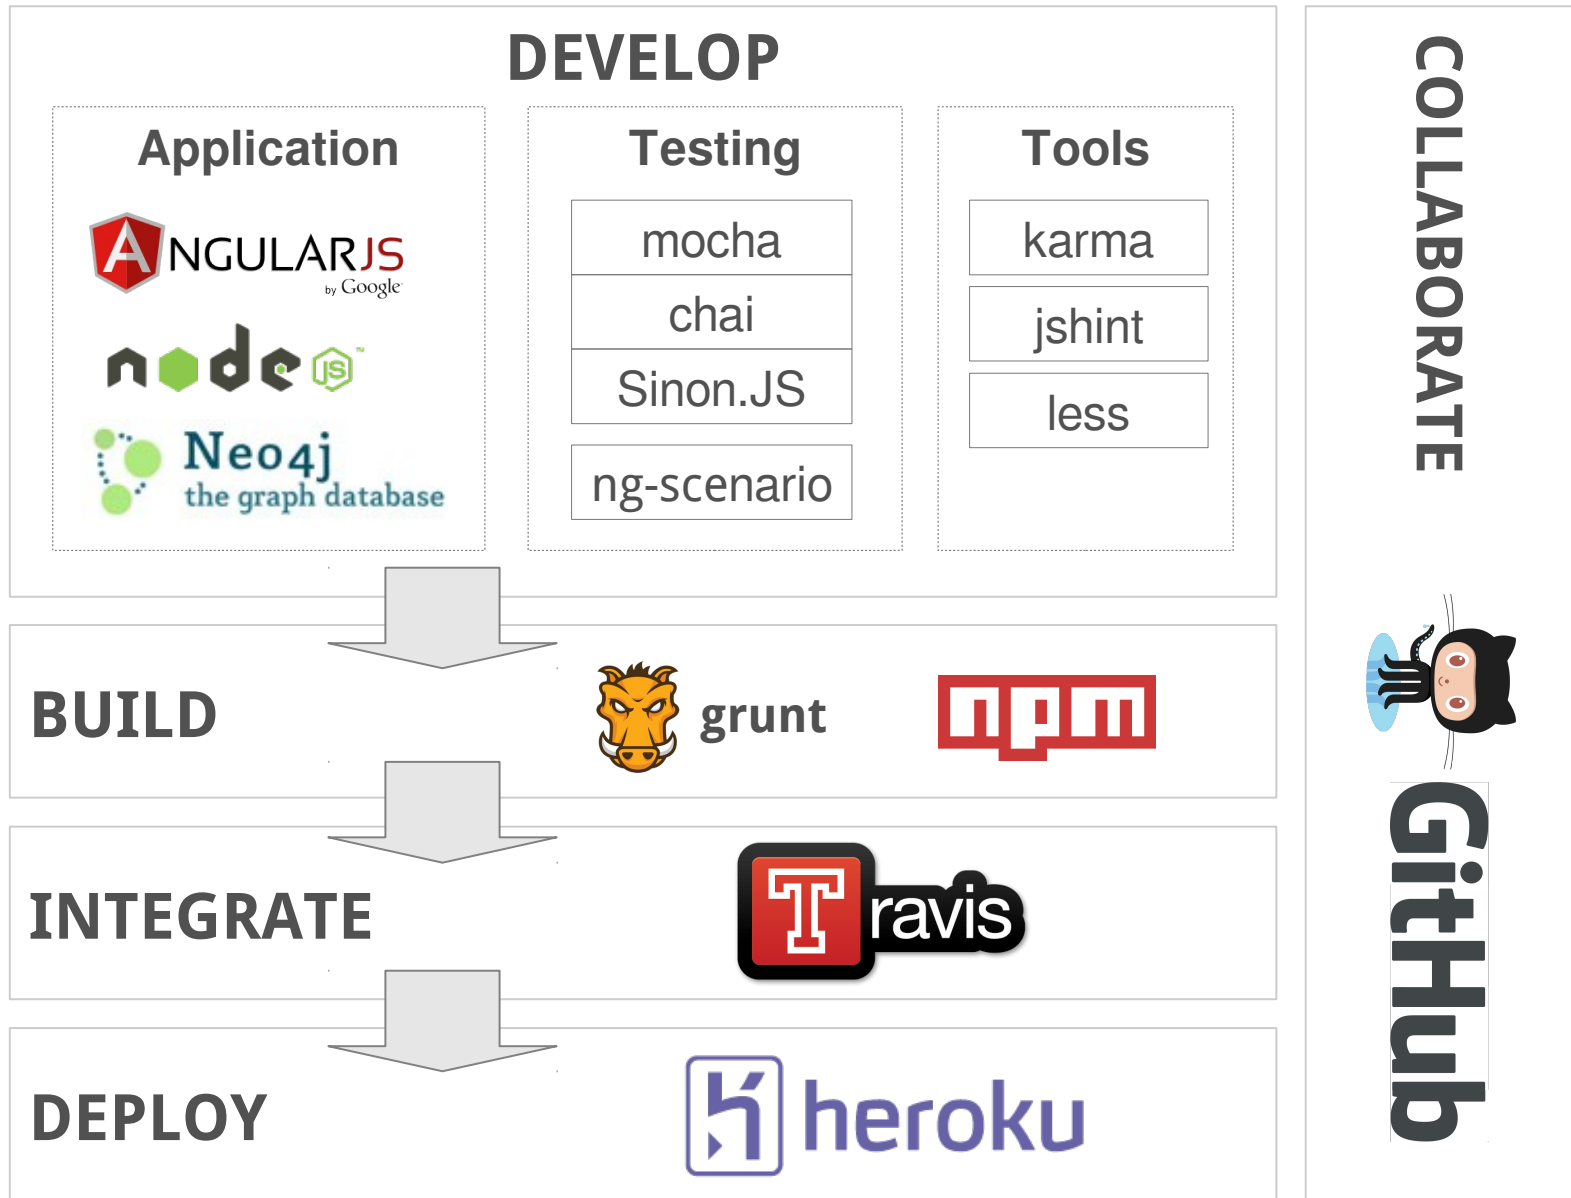 DEVELOP
Application
ANGULARJS
by Google
node JS ™
Neo4j
the graph database
Testing
mocha
chai
Sinon.JS
ng-scenario
Tools
karma
jshint
less
BUILD
grunt
npm
INTEGRATE
Travis
DEPLOY
heroku
COLLABORATE
GitHub